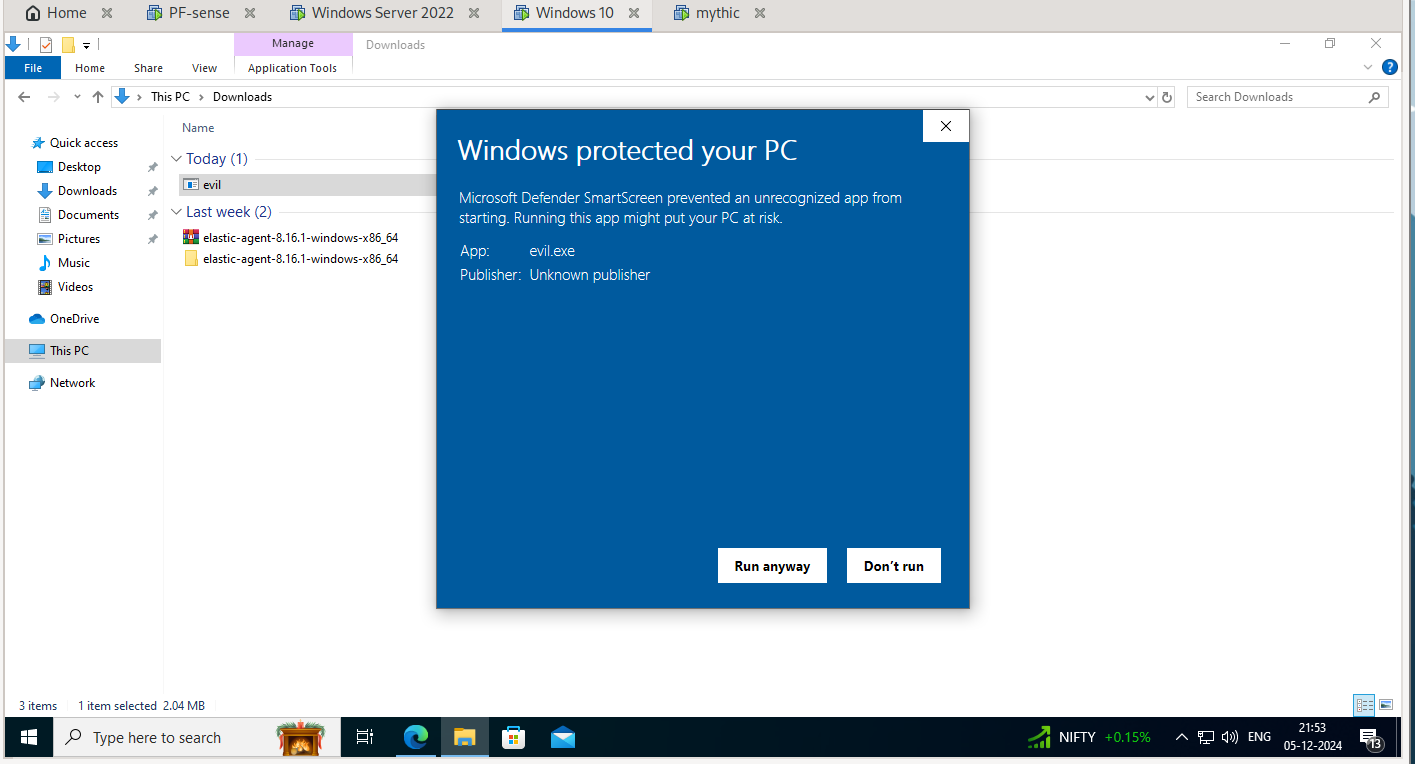 Home PF-sense Windows Server 2022 Windows 10 mythic
Manage Downloads
File Home Share View Application Tools
This PC Downloads Search Downloads
Name
Quick access
Desktop
Downloads
Documents
Pictures
Music
Videos
OneDrive
This PC
Network
Today (1)
evil
Last week (2)
elastic-agent-8.16.1-windows-x86_64
elastic-agent-8.16.1-windows-x86_64
Windows protected your PC
Microsoft Defender SmartScreen prevented an unrecognized app from
starting. Running this app might put your PC at risk.
App: evil.exe
Publisher: Unknown publisher
Run anyway Don't run
3 items 1 item selected 2.04 MB
Type here to search
NIFTY +0.15% ENG
21:53
05-12-2024
13